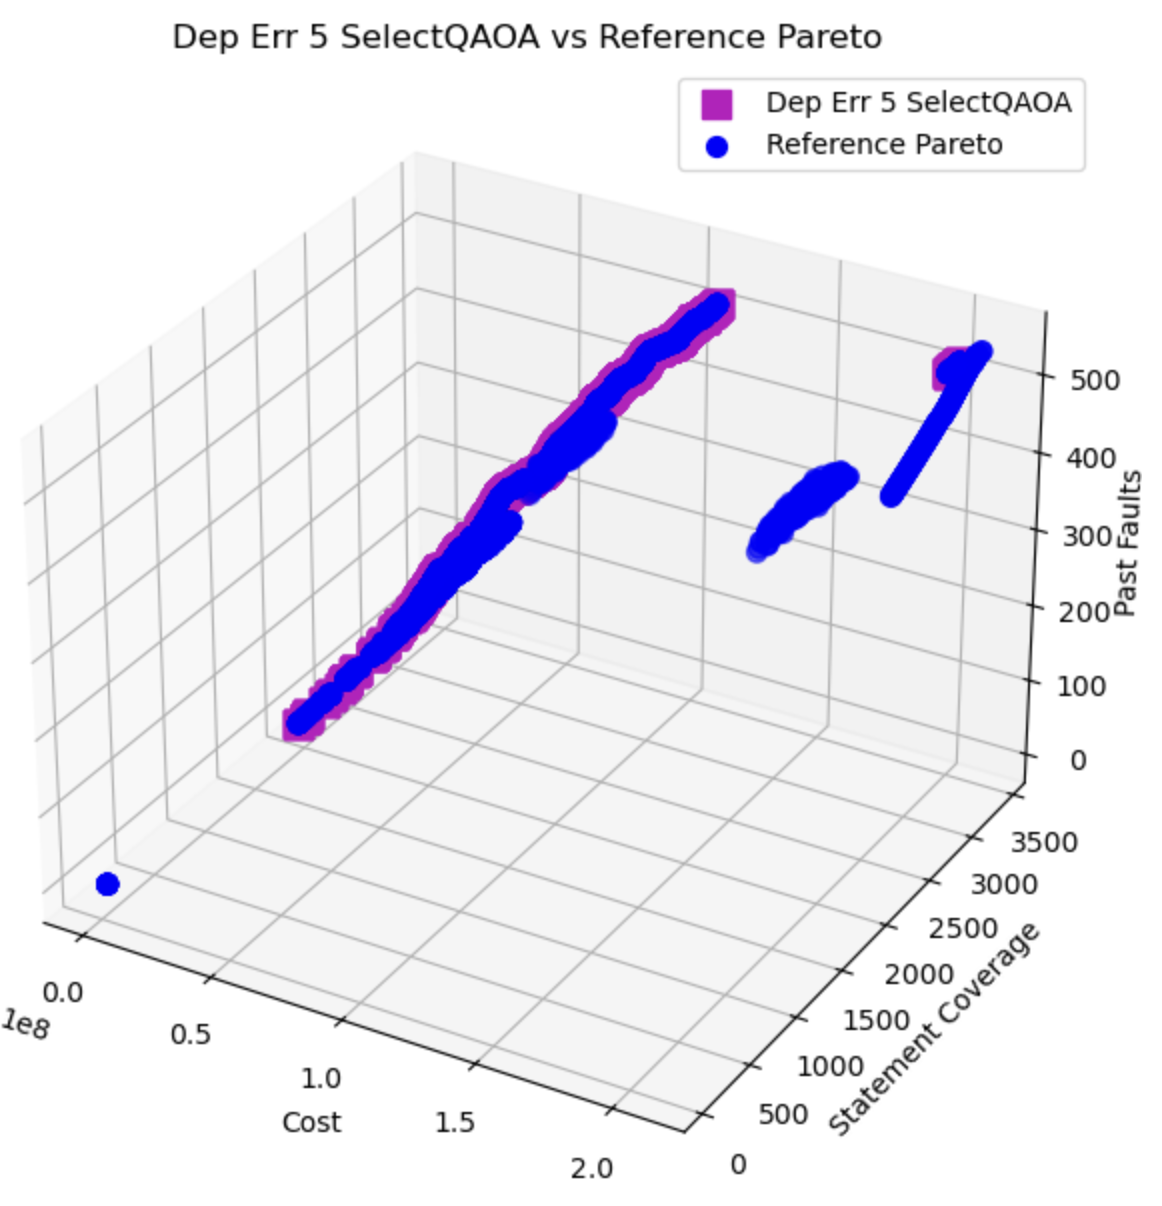 Dep Err 5 SelectQAOA vs Reference Pareto
Dep Err 5 SelectQAOA
Reference Pareto
500
400
300
200
100
0
Past Faults
3500
3000
2500
2000
1500
1000
500
0
Statement Coverage
0.0
0.5
1.0
1.5
2.0
1e8
Cost